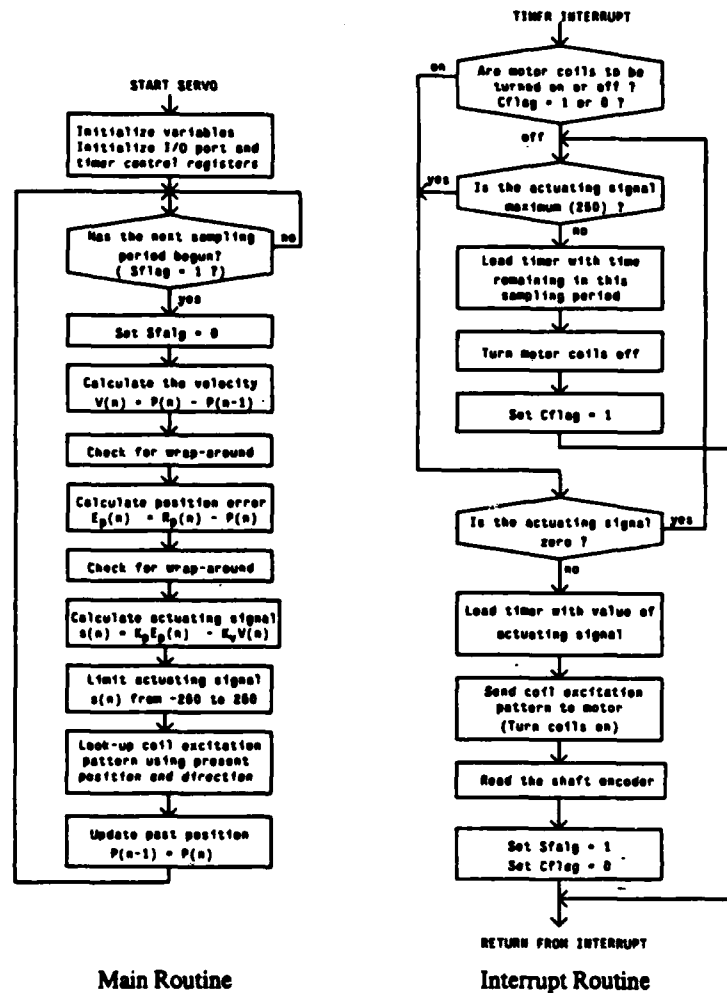 START SERVO
Initialize variables
Initialize I/O port and
timer control registers
Has the next sampling
period begun?
( Sflag = 1 ?)
no
yes
Set Sfalg = 0
Calculate the velocity
V(n) = P(n) - P(n-1)
Check for wrap-around
Calculate position error
Ep(n) = Rp(n) - P(n)
Check for wrap-around
Calculate actuating signal
s(n) = KpEp(n) - KvV(n)
Limit actuating signal
s(n) from -250 to 250
Look-up coil excitation
pattern using present
position and direction
Update past position
P(n-1) = P(n)
Main Routine
TIMER INTERRUPT
Are motor coils to be
turned on or off ?
Cflag = 1 or 0 ?
on
off
Is the actuating signal
maximum (250) ?
yes
no
Load timer with time
remaining in this
sampling period
Turn motor coils off
Set Cflag = 1
Is the actuating signal
zero ?
yes
no
Load timer with value of
actuating signal
Send coil excitation
pattern to motor
(Turn coils on)
Read the shaft encoder
Set Sfalg = 1
Set Cflag = 0
RETURN FROM INTERRUPT
Interrupt Routine